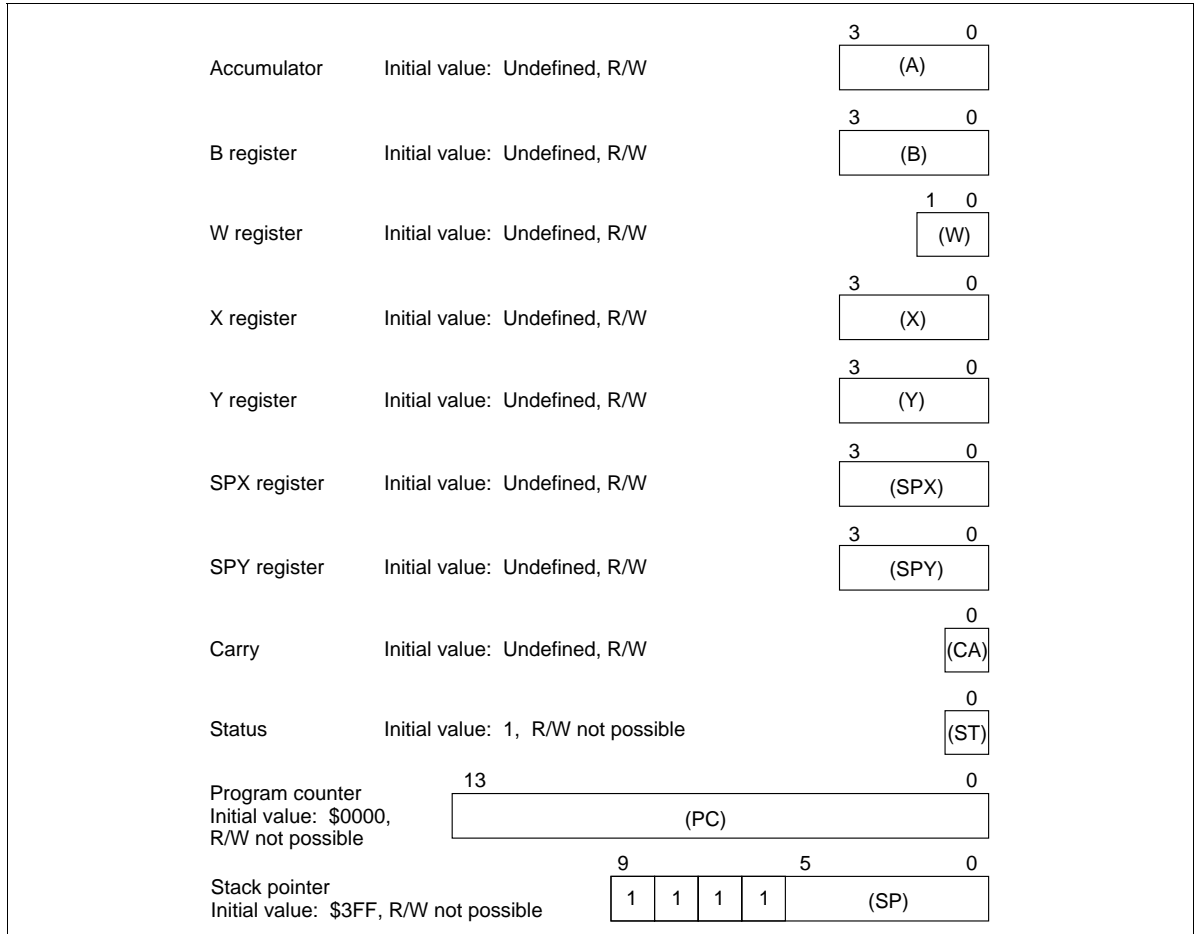 3 0
Accumulator Initial value: Undefined, R/W (A)
3 0
B register Initial value: Undefined, R/W (B)
1 0
W register Initial value: Undefined, R/W (W)
3 0
X register Initial value: Undefined, R/W (X)
3 0
Y register Initial value: Undefined, R/W (Y)
3 0
SPX register Initial value: Undefined, R/W (SPX)
3 0
SPY register Initial value: Undefined, R/W (SPY)
0
Carry Initial value: Undefined, R/W (CA)
0
Status Initial value: 1, R/W not possible (ST)
13 0
Program counter
Initial value: $0000,
R/W not possible
(PC)
9 5 0
Stack pointer
Initial value: $3FF, R/W not possible
1 1 1 1 (SP)